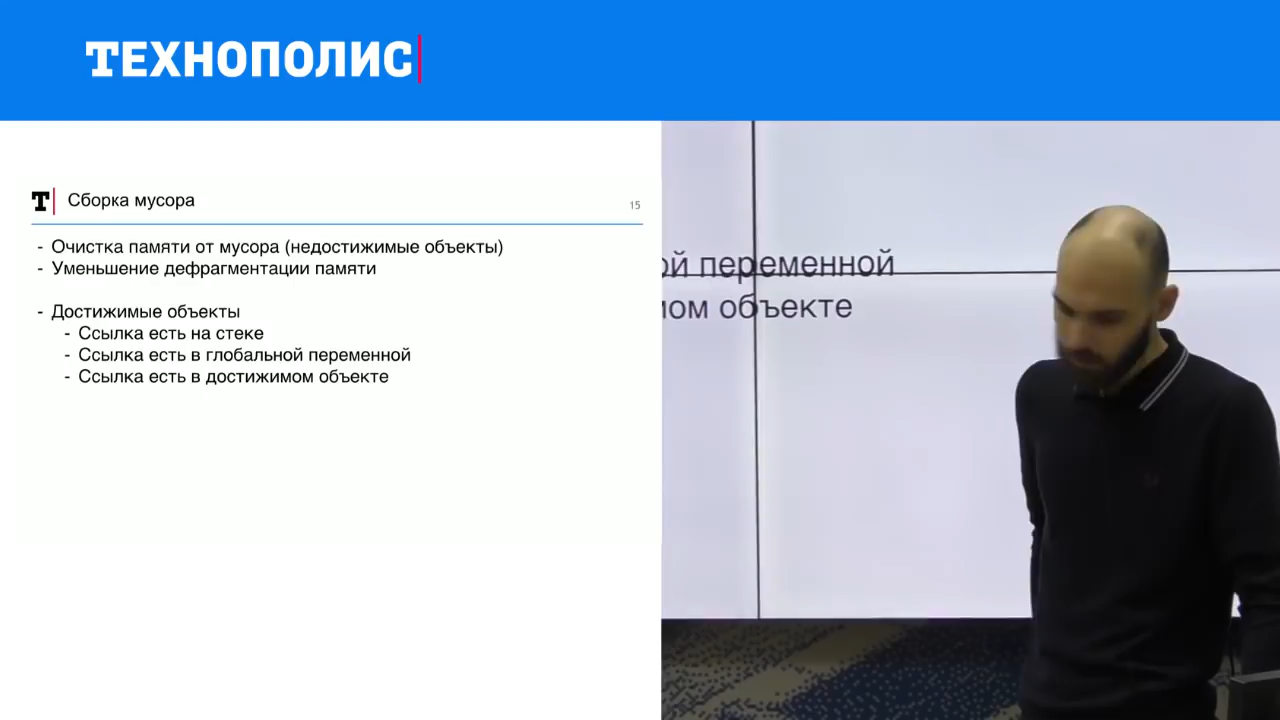 ТЕХНОПОЛИС
Т Сборка мусора
15
- Очистка памяти от мусора (недостижимые объекты)
- Уменьшение дефрагментации памяти
- Достижимые объекты
- Ссылка есть на стеке
- Ссылка есть в глобальной переменной
- Ссылка есть в достижимом объекте
ой переменной
ом объекте